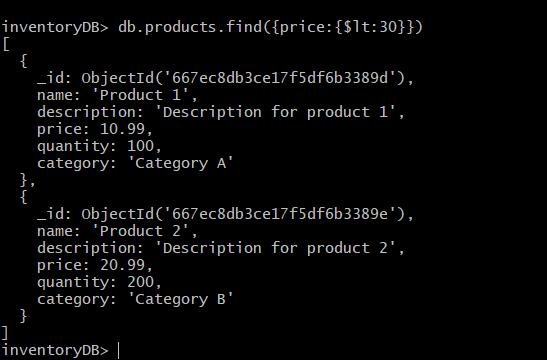 inventoryDB> db.products.find({price:{$lt:30}})
[
  {
    _id: ObjectId('667ec8db3ce17f5df6b3389d'),
    name: 'Product 1',
    description: 'Description for product 1',
    price: 10.99,
    quantity: 100,
    category: 'Category A'
  },
  {
    _id: ObjectId('667ec8db3ce17f5df6b3389e'),
    name: 'Product 2',
    description: 'Description for product 2',
    price: 20.99,
    quantity: 200,
    category: 'Category B'
  }
]
inventoryDB>